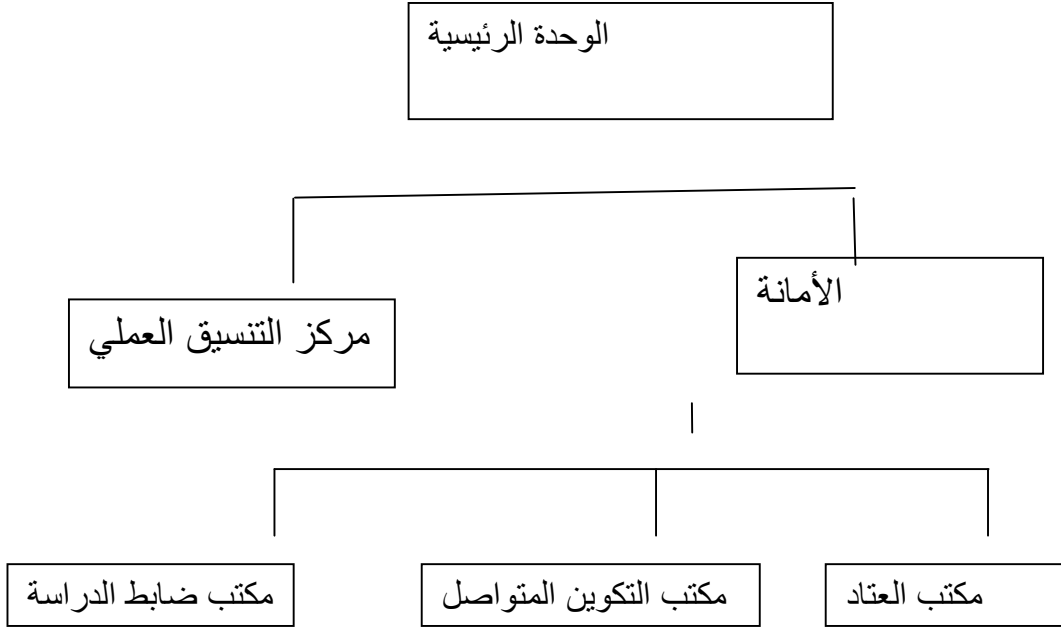 الوحدة الرئيسية
الأمانة
مركز التنسيق العملي
مكتب العتاد
مكتب التكوين المتواصل
مكتب ضابط الدراسة